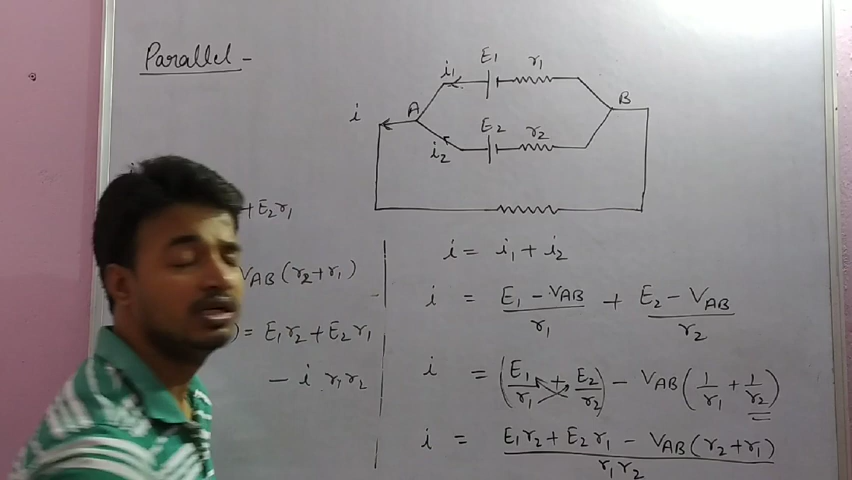 Parallel -
E1 r1
i1
i A B
E2 r2
i2
+ E2r1
VAB(r2+r1)
) = E1r2 + E2r1
- i r1r2
i = i1 + i2
i = E1 - VAB / r1 + E2 - VAB / r2
i = (E1/r1 + E2/r2) - VAB(1/r1 + 1/r2)
i = E1r2 + E2r1 - VAB(r2+r1) / r1r2